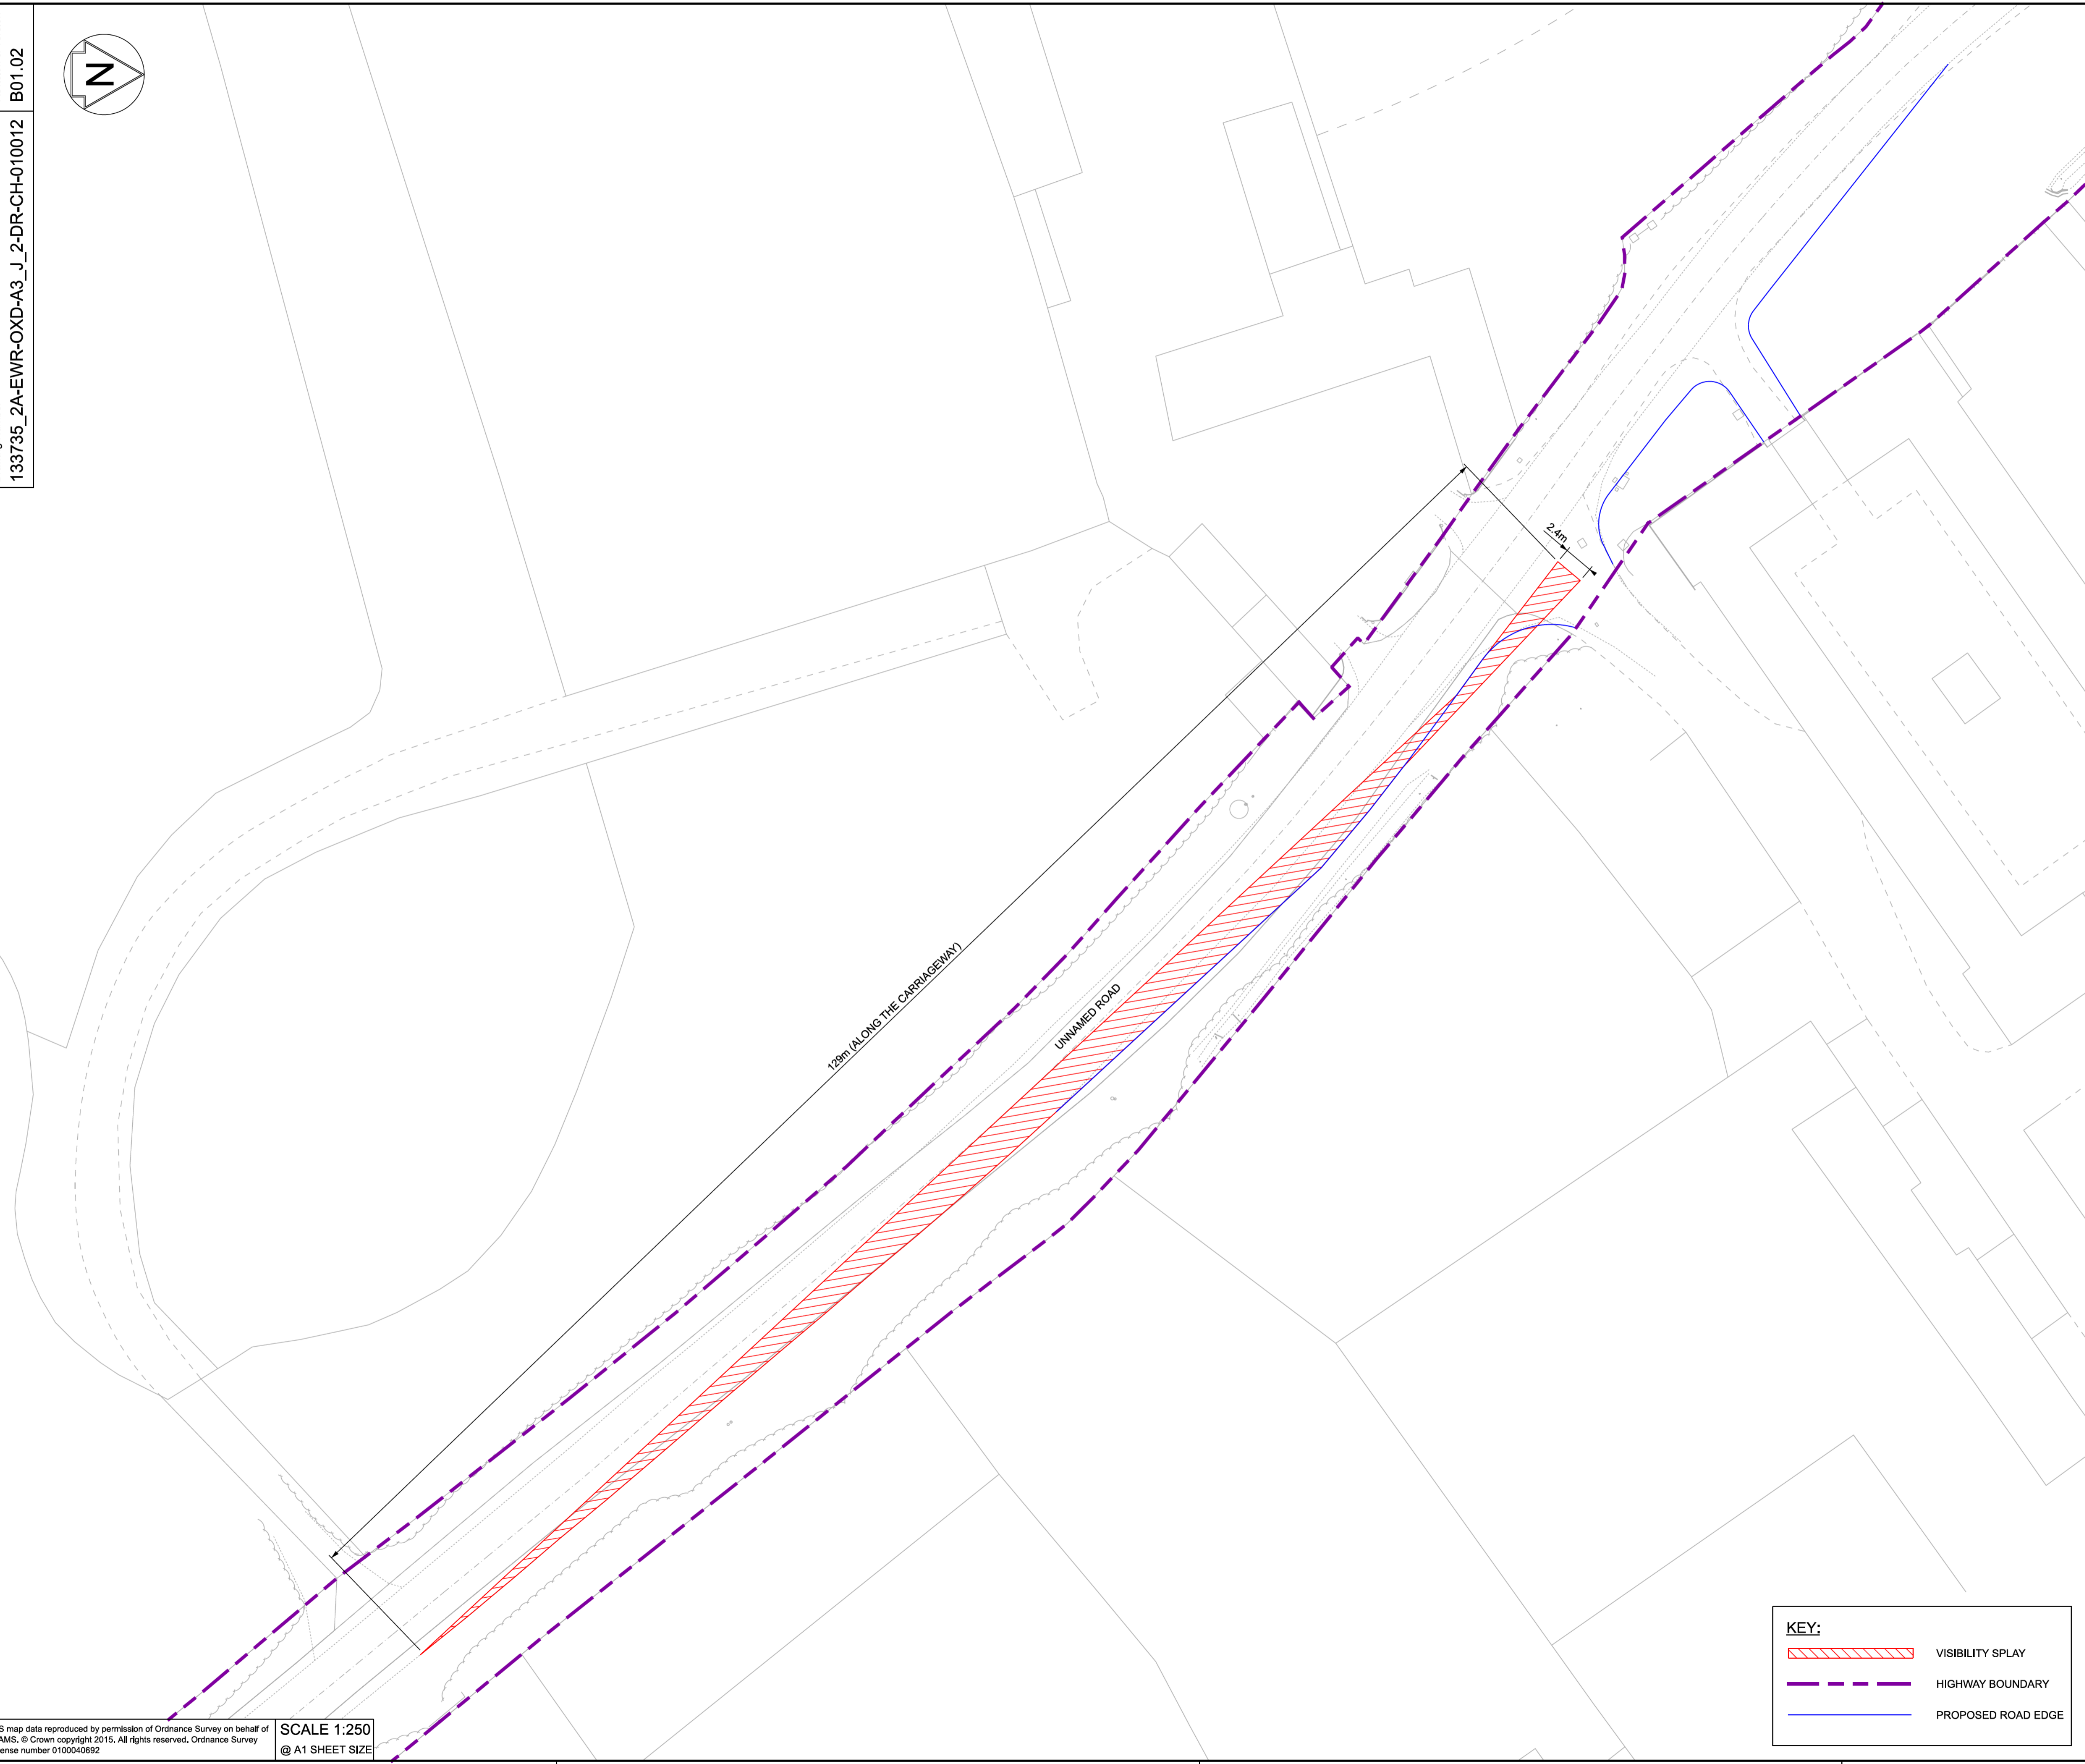 B01.02
133735_2A-EWR-OXD-A3_J_2-DR-CH-010012
N
2.4m
129m (ALONG THE CARRIAGEWAY)
UNNAMED ROAD
KEY:
VISIBILITY SPLAY
HIGHWAY BOUNDARY
PROPOSED ROAD EDGE
map data reproduced by permission of Ordnance Survey on behalf of
© Crown copyright 2015. All rights reserved. Ordnance Survey
number 0100040692
SCALE 1:250
@ A1 SHEET SIZE